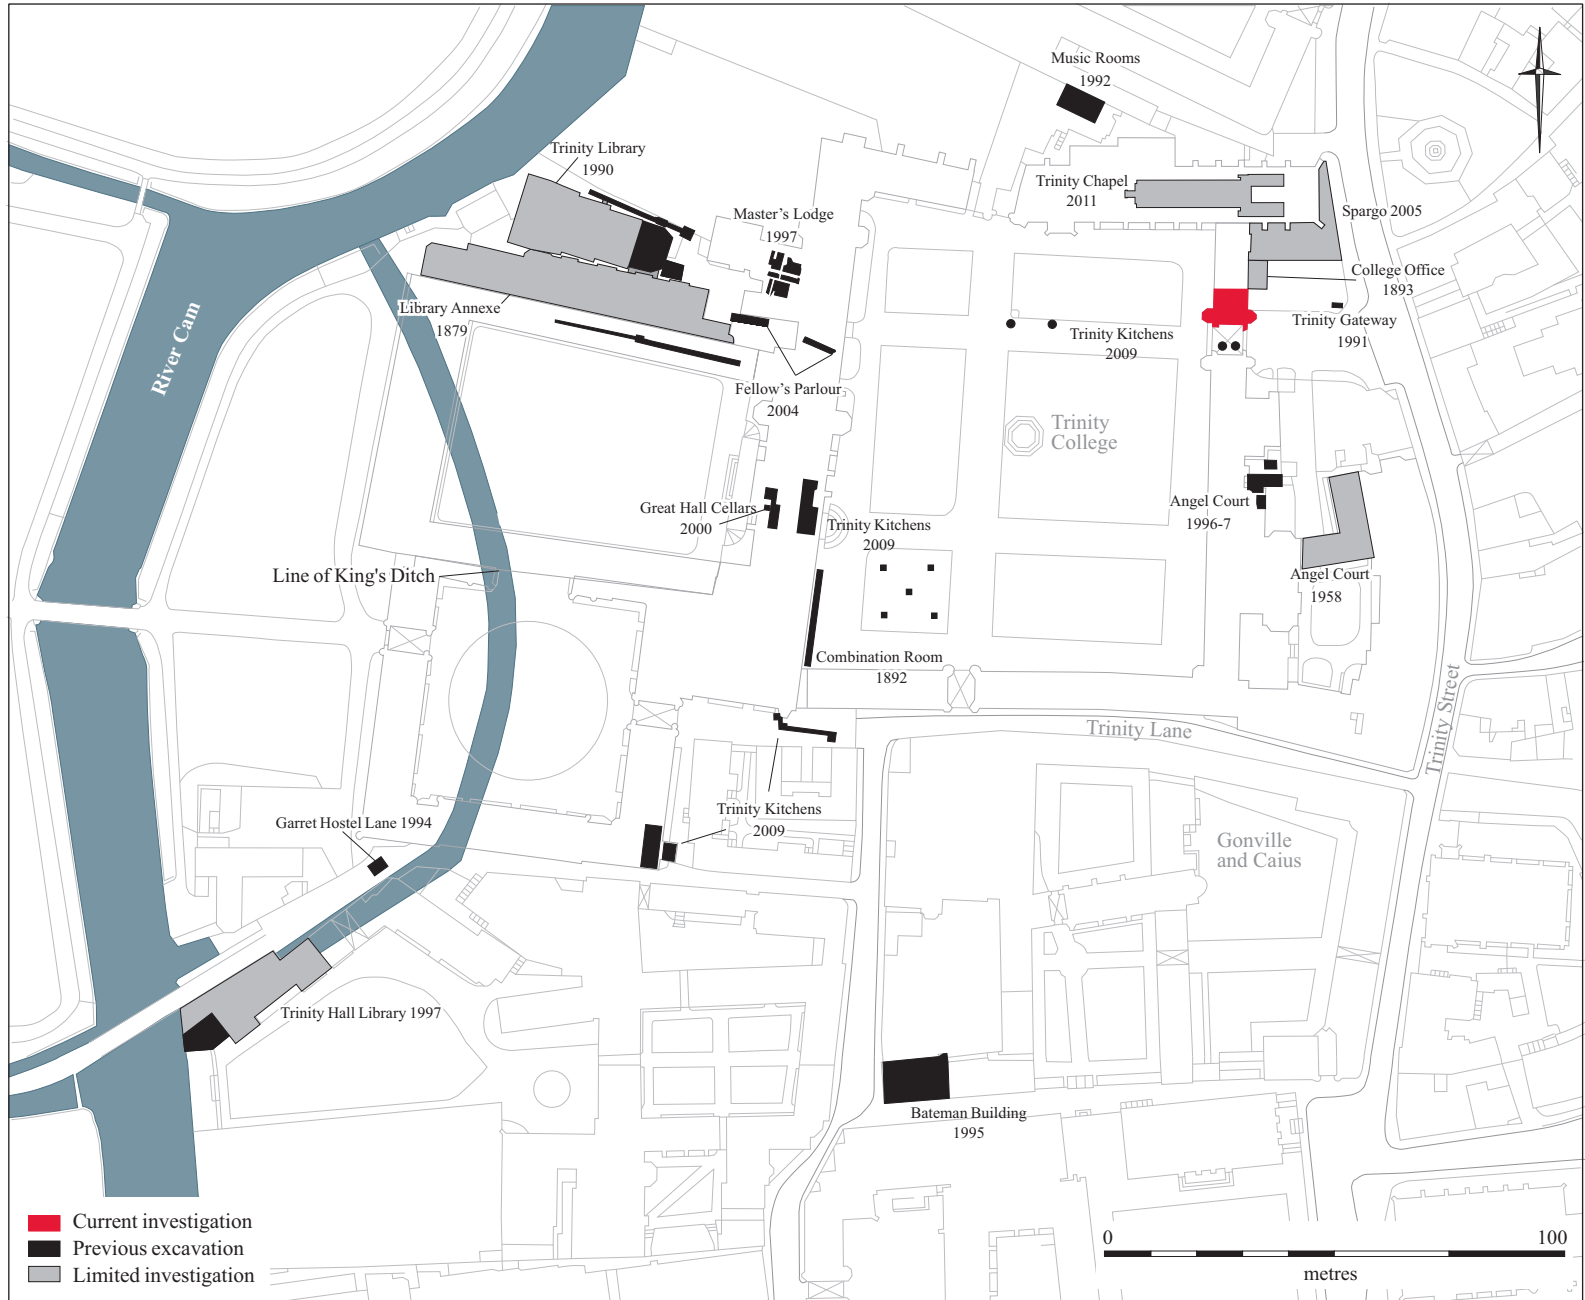 Music Rooms
1992
Trinity Library
1990
Trinity Chapel
2011
Spargo 2005
Master's Lodge
1997
College Office
1893
Library Annexe
1879
Trinity Gateway
1991
Trinity Kitchens
2009
River Cam
Fellow's Parlour
2004
Trinity
College
Great Hall Cellars
2000
Angel Court
1996-7
Trinity Kitchens
2009
Line of King's Ditch
Angel Court
1958
Combination Room
1892
Trinity Lane
Trinity Street
Trinity Kitchens
2009
Garret Hostel Lane 1994
Gonville
and Caius
Trinity Hall Library 1997
Bateman Building
1995
Current investigation
Previous excavation
Limited investigation
0 100
metres